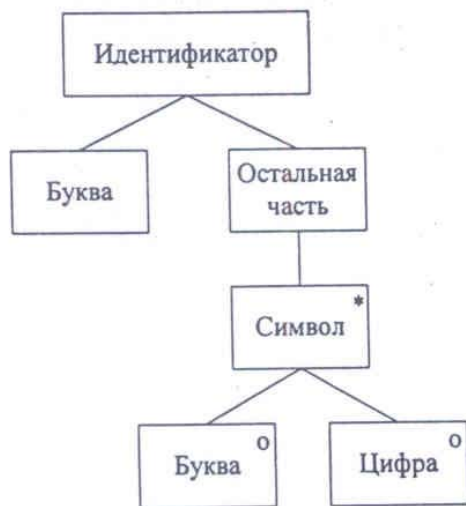 Идентификатор
Буква
Остальная
часть
Символ *
Буква o
Цифра o